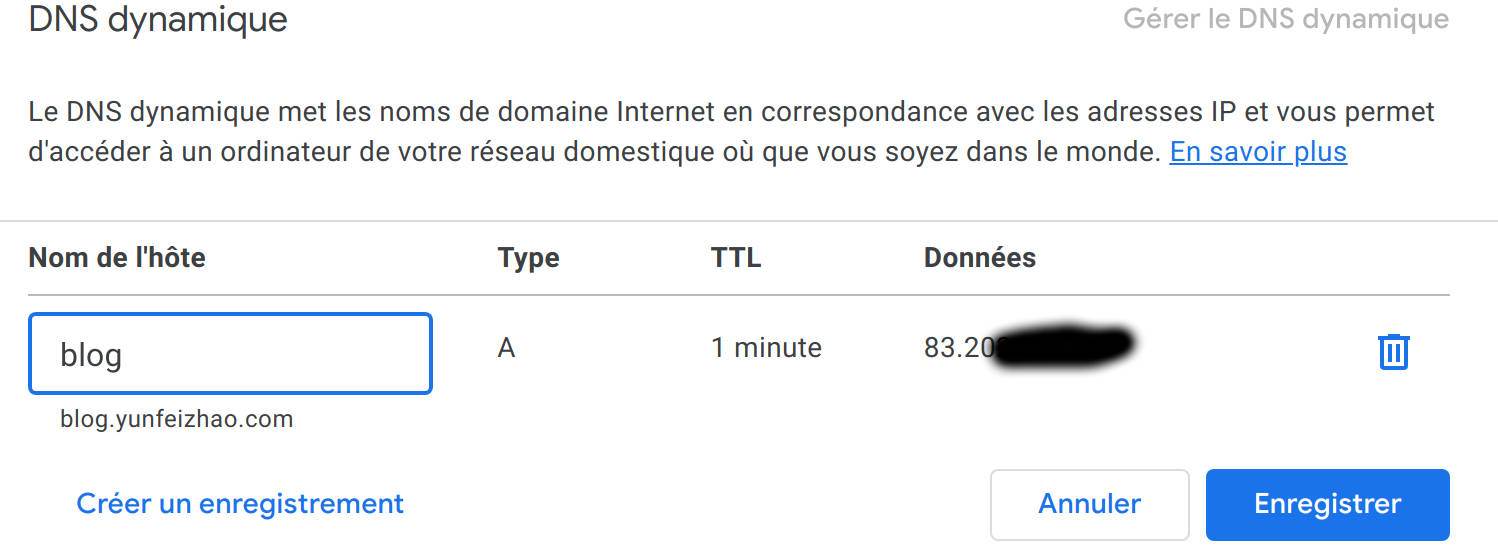 DNS dynamique
Gérer le DNS dynamique
Le DNS dynamique met les noms de domaine Internet en correspondance avec les adresses IP et vous permet
d'accéder à un ordinateur de votre réseau domestique où que vous soyez dans le monde. En savoir plus
Nom de l'hôte Type TTL Données
blog A 1 minute 83.20
blog.yunfeizhao.com
Créer un enregistrement Annuler Enregistrer